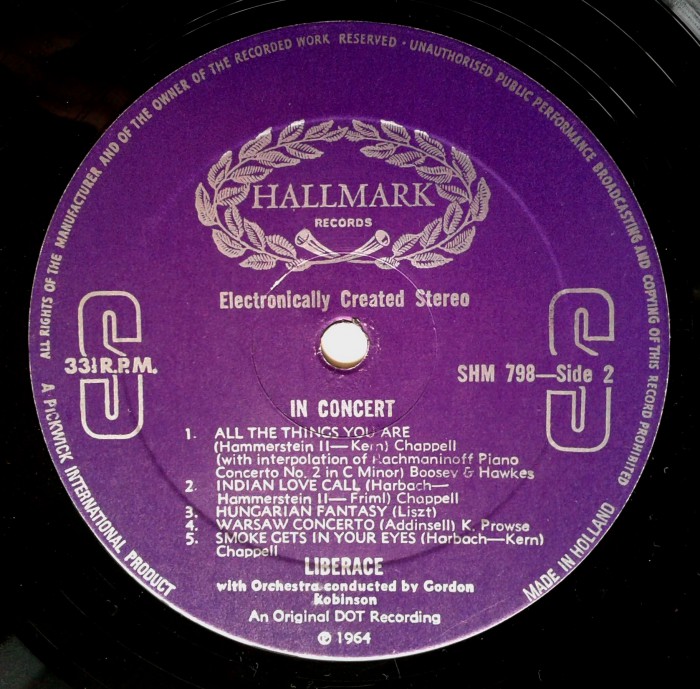 ALL RIGHTS OF THE MANUFACTURER AND OF THE OWNER OF THE RECORDED WORK RESERVED · UNAUTHORISED PUBLIC PERFORMANCE BROADCASTING AND COPYING OF THIS RECORD PROHIBITED
HALLMARK
RECORDS
Electronically Created Stereo
33⅓ R.P.M.
SHM 798—Side 2
IN CONCERT
1. ALL THE THINGS YOU ARE
(Hammerstein II—Kern) Chappell
(with interpolation of Rachmaninoff Piano
Concerto No. 2 in C Minor) Boosey & Hawkes
2. INDIAN LOVE CALL (Harbach—
Hammerstein II—Friml) Chappell
3. HUNGARIAN FANTASY (Liszt)
4. WARSAW CONCERTO (Addinsell) K. Prowse
5. SMOKE GETS IN YOUR EYES (Harbach—Kern)
Chappell
LIBERACE
with Orchestra conducted by Gordon
Robinson
An Original DOT Recording
℗ 1964
A PICKWICK INTERNATIONAL PRODUCT
MADE IN HOLLAND